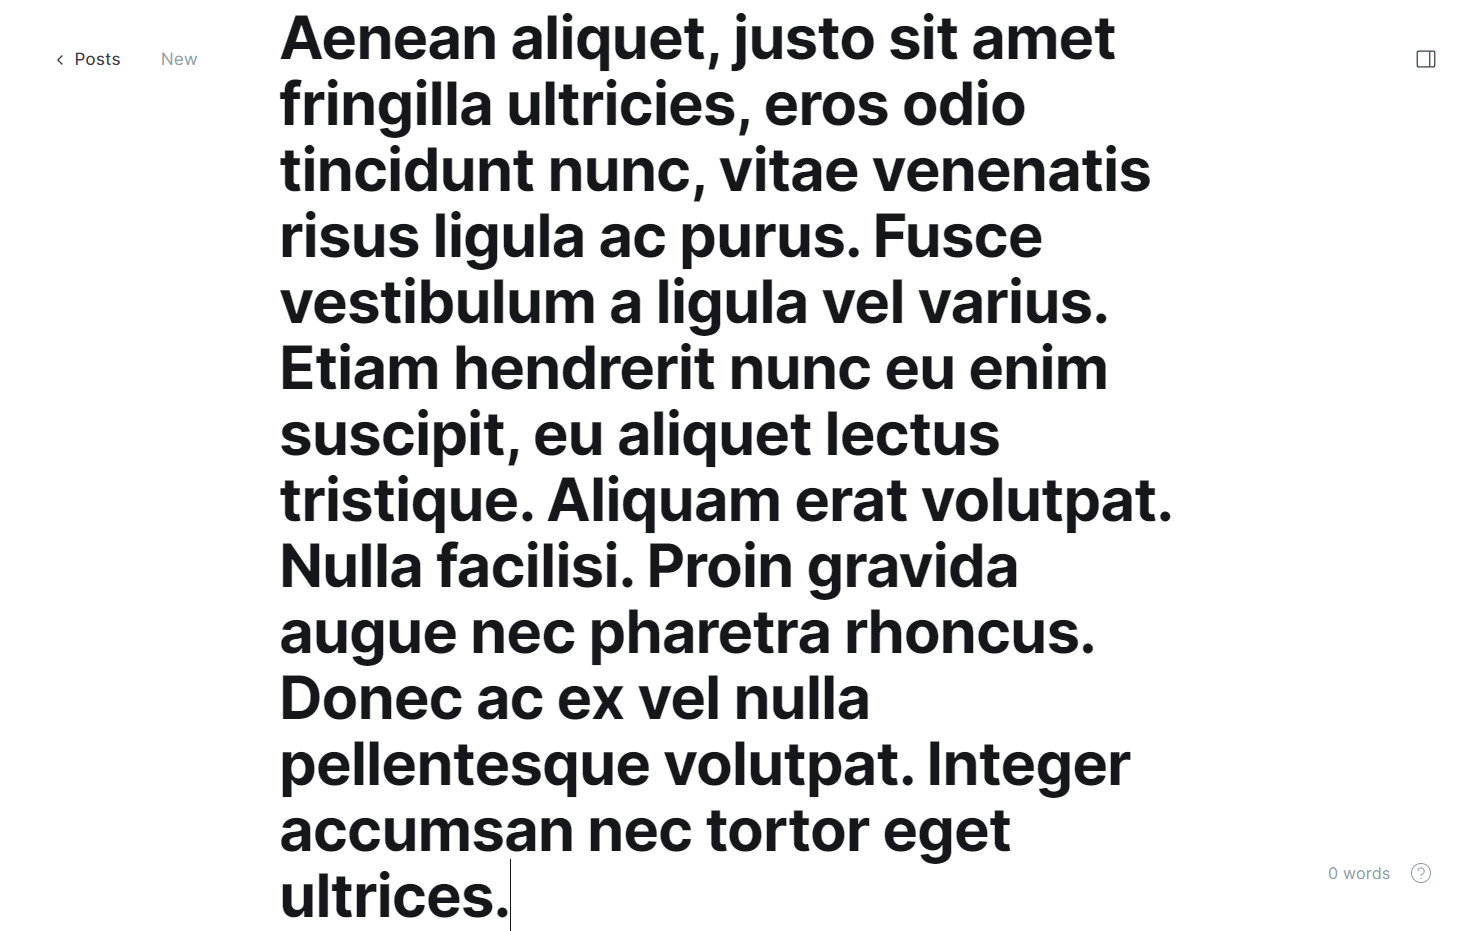 Posts
New
Aenean aliquet, justo sit amet
fringilla ultricies, eros odio
tincidunt nunc, vitae venenatis
risus ligula ac purus. Fusce
vestibulum a ligula vel varius.
Etiam hendrerit nunc eu enim
suscipit, eu aliquet lectus
tristique. Aliquam erat volutpat.
Nulla facilisi. Proin gravida
augue nec pharetra rhoncus.
Donec ac ex vel nulla
pellentesque volutpat. Integer
accumsan nec tortor eget
ultrices.
0 words
?